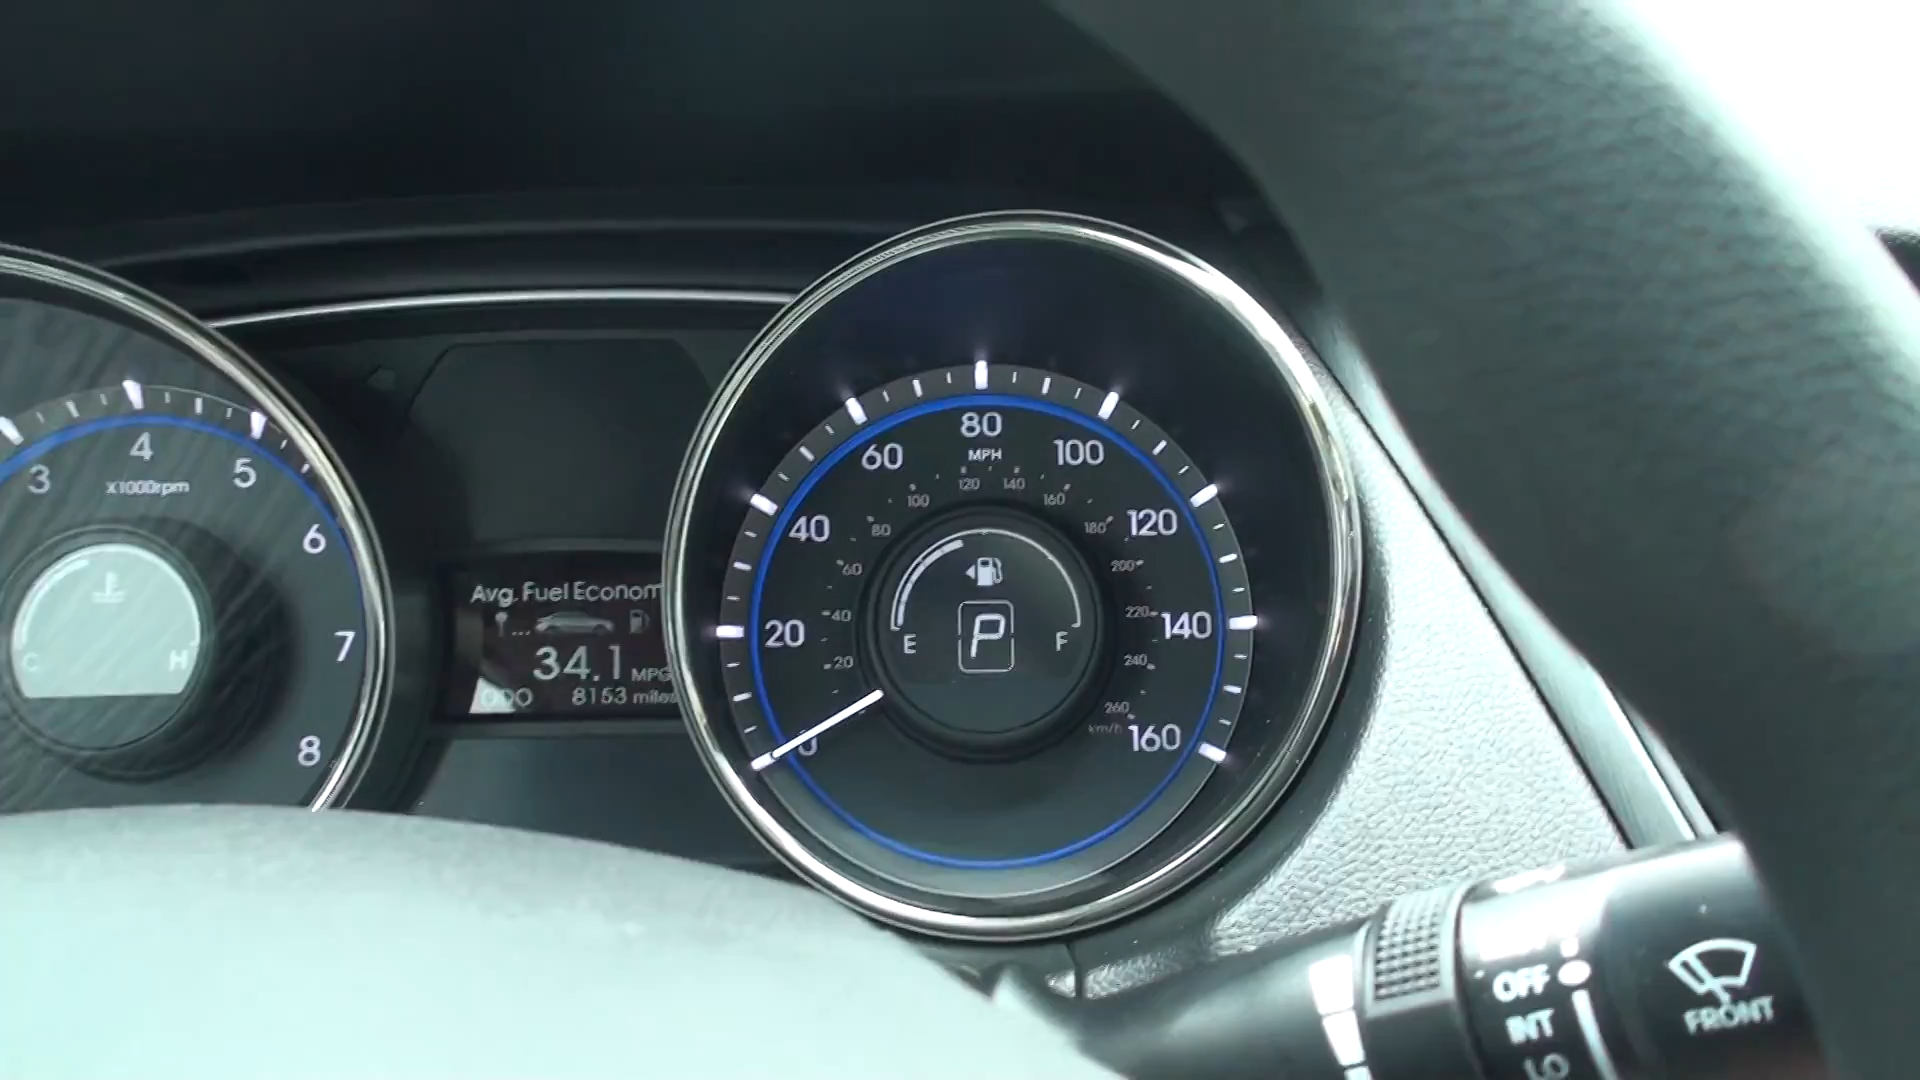 3
4
5
6
7
8
X1000rpm
C
H
Avg. Fuel Econom
34.1 MPG
ODO 8153 miles
0
20
40
60
80
100
120
140
160
MPH
20
40
60
80
100
120
140
160
180
200
220
240
260
km/h
E
P
F
OFF
INT
LO
FRONT